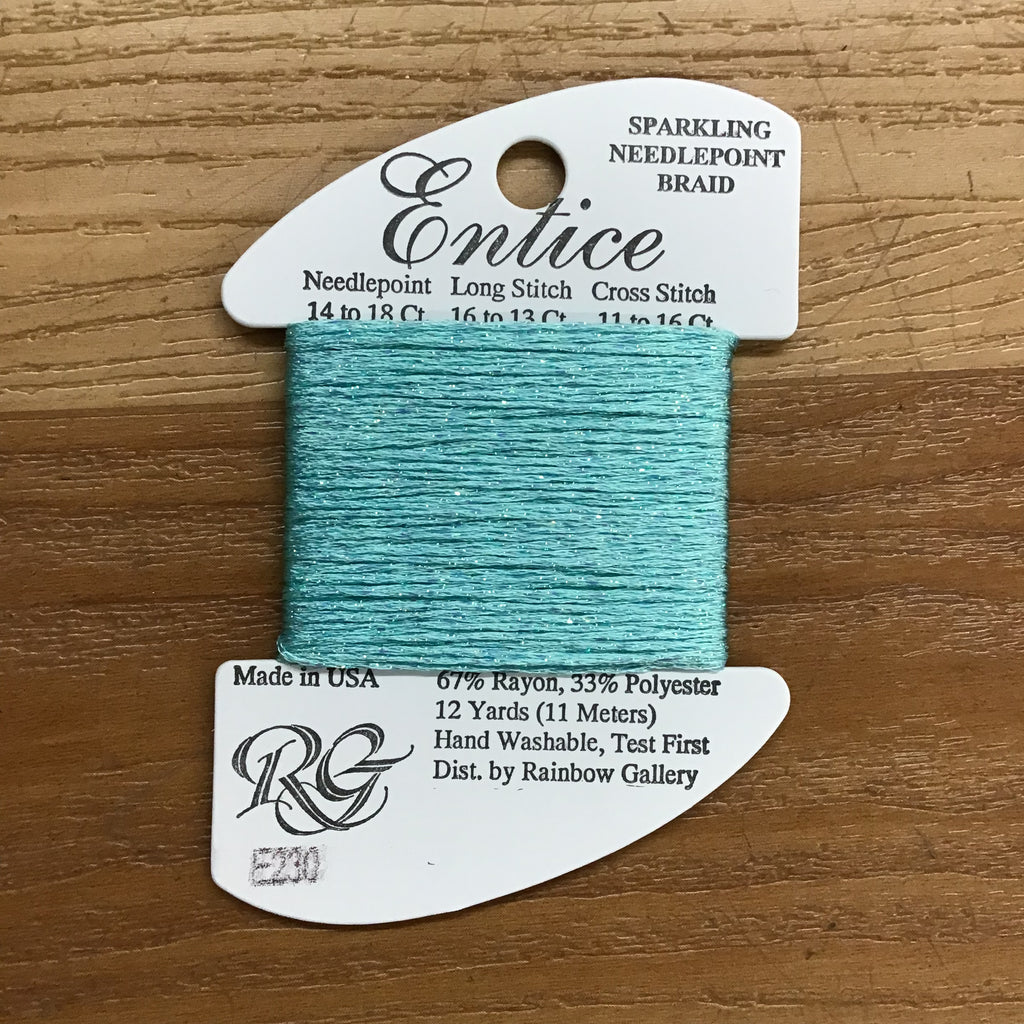 SPARKLING
NEEDLEPOINT
BRAID
Entice
Needlepoint Long Stitch Cross Stitch
14 to 18 Ct. 16 to 13 Ct. 11 to 16 Ct.
Made in USA
67% Rayon, 33% Polyester
12 Yards (11 Meters)
Hand Washable, Test First
Dist. by Rainbow Gallery
RG
E230